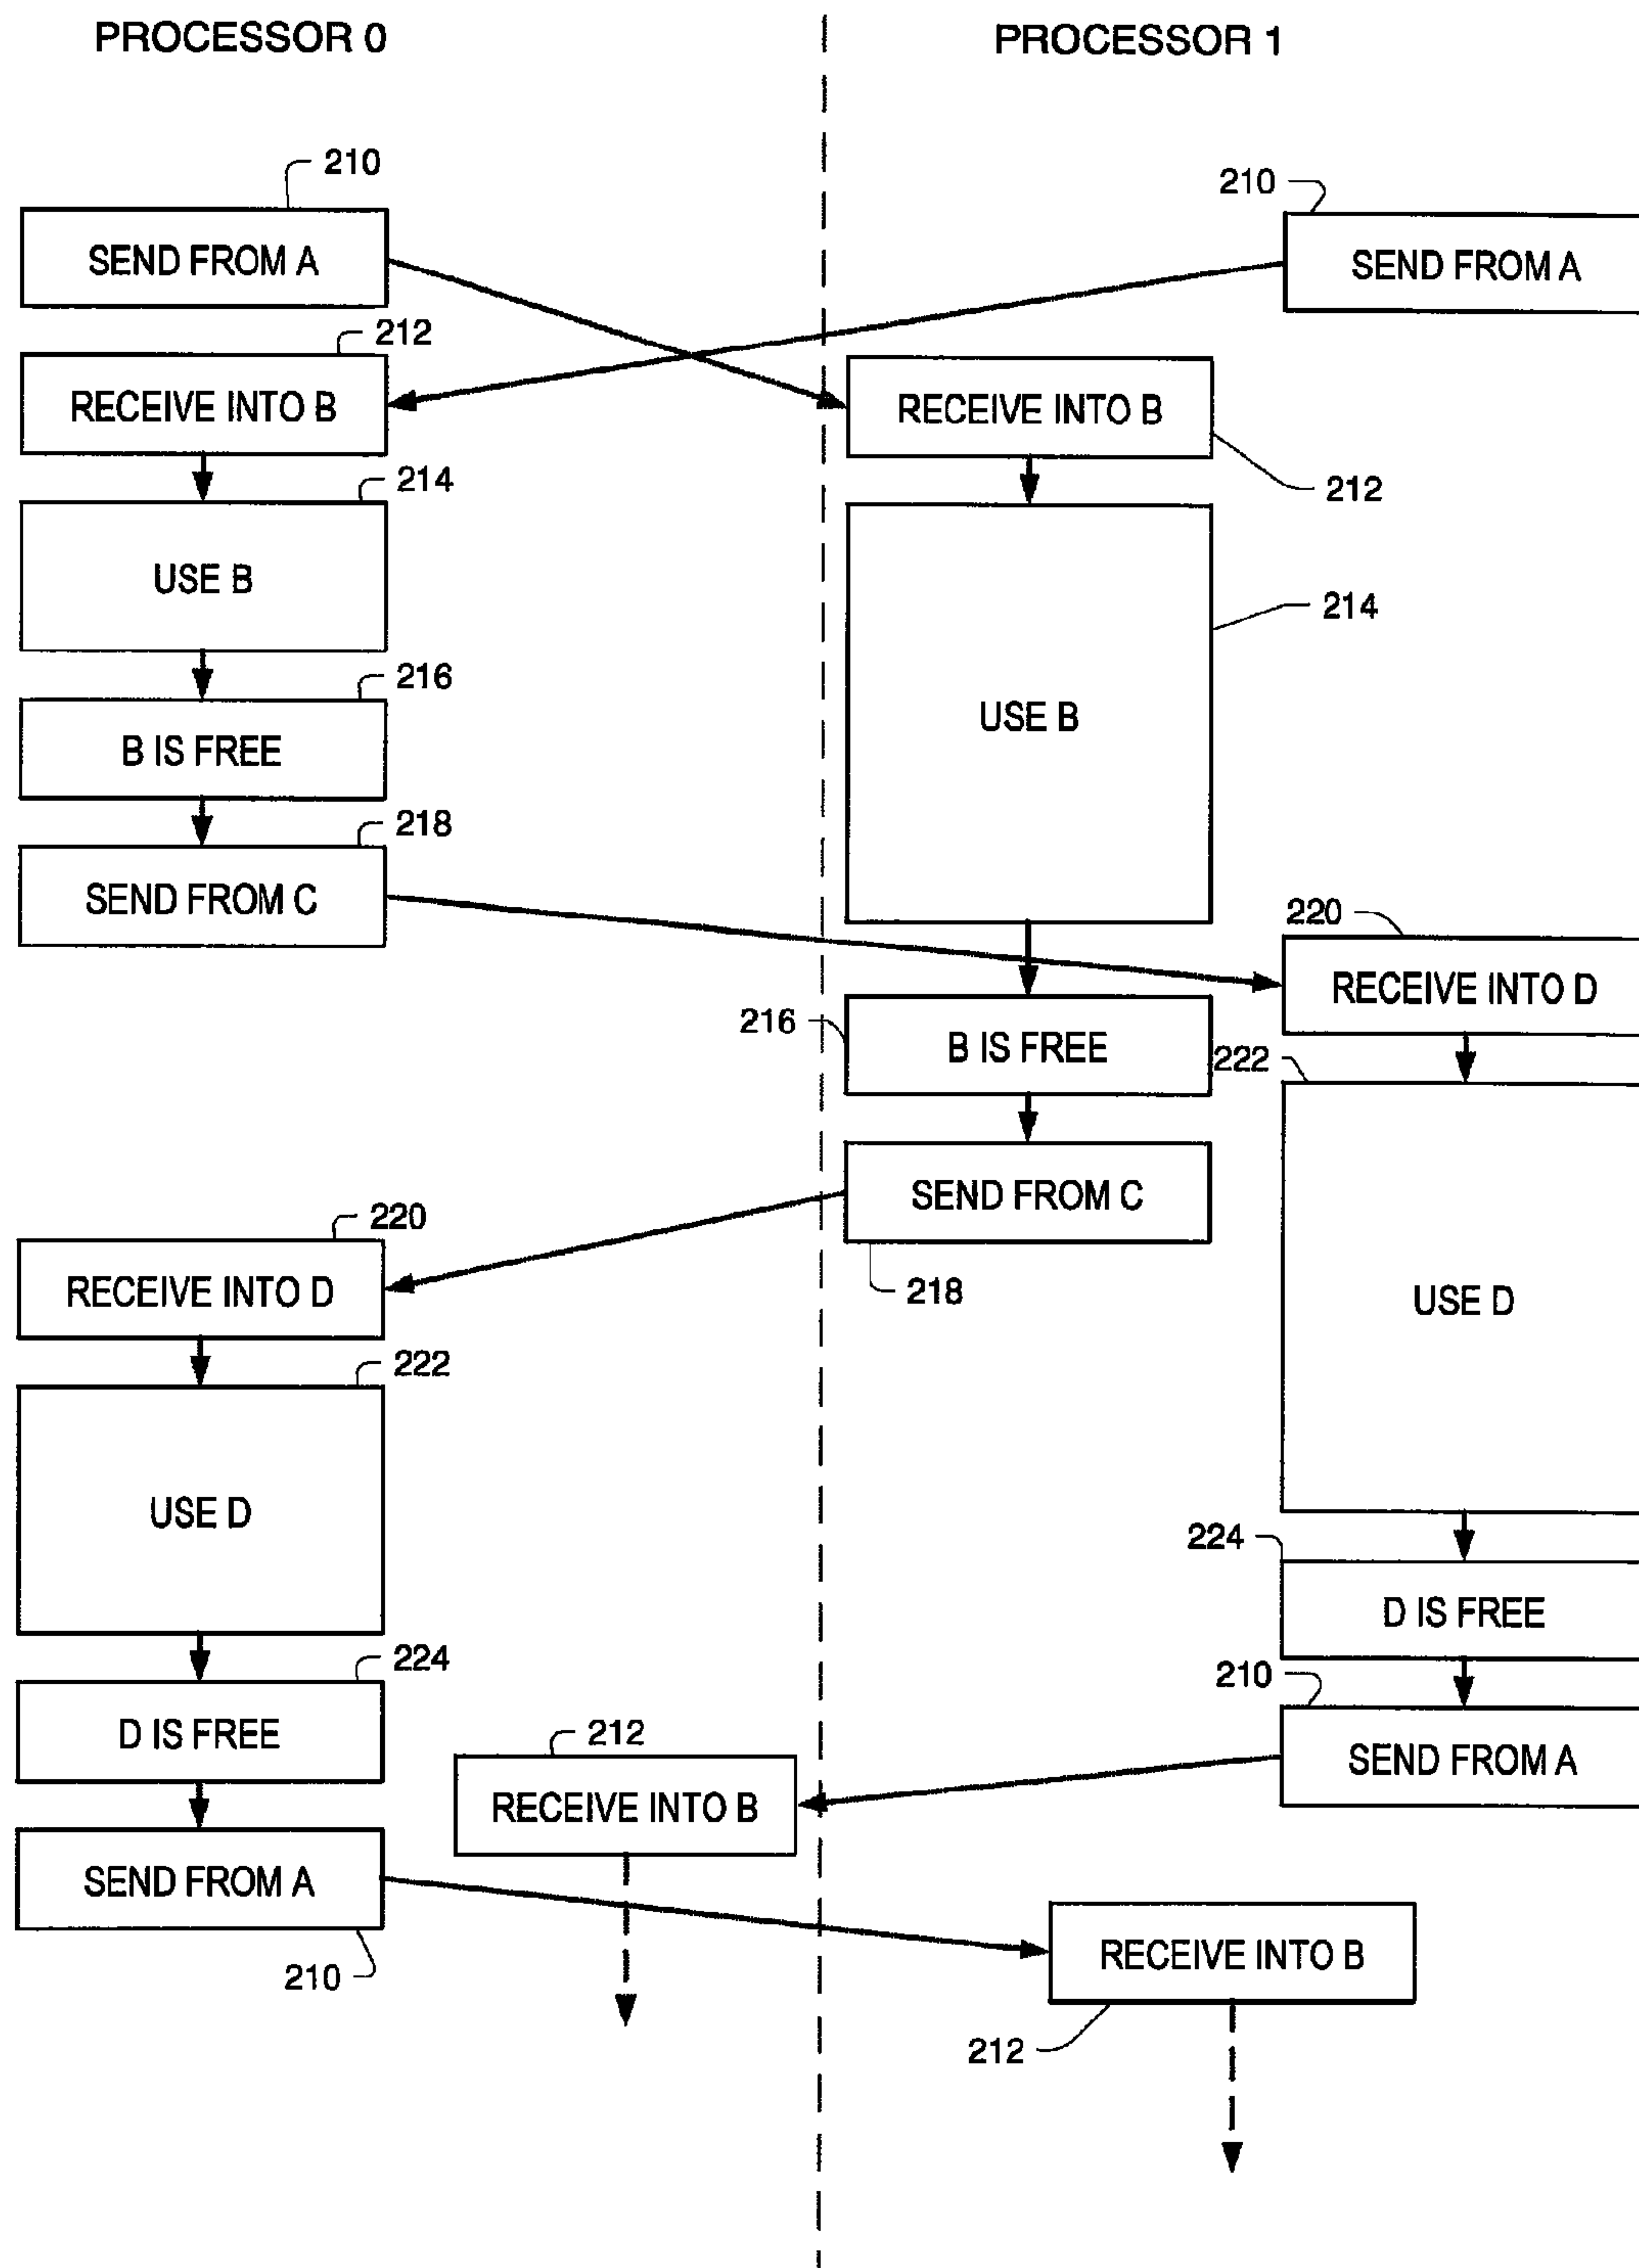 PROCESSOR 0
PROCESSOR 1
210
SEND FROM A
210
SEND FROM A
212
RECEIVE INTO B
RECEIVE INTO B
212
214
USE B
USE B
214
216
B IS FREE
218
SEND FROM C
220
RECEIVE INTO D
216
B IS FREE
222
USE D
SEND FROM C
218
220
RECEIVE INTO D
222
USE D
224
D IS FREE
224
D IS FREE
210
SEND FROM A
212
RECEIVE INTO B
SEND FROM A
210
RECEIVE INTO B
212